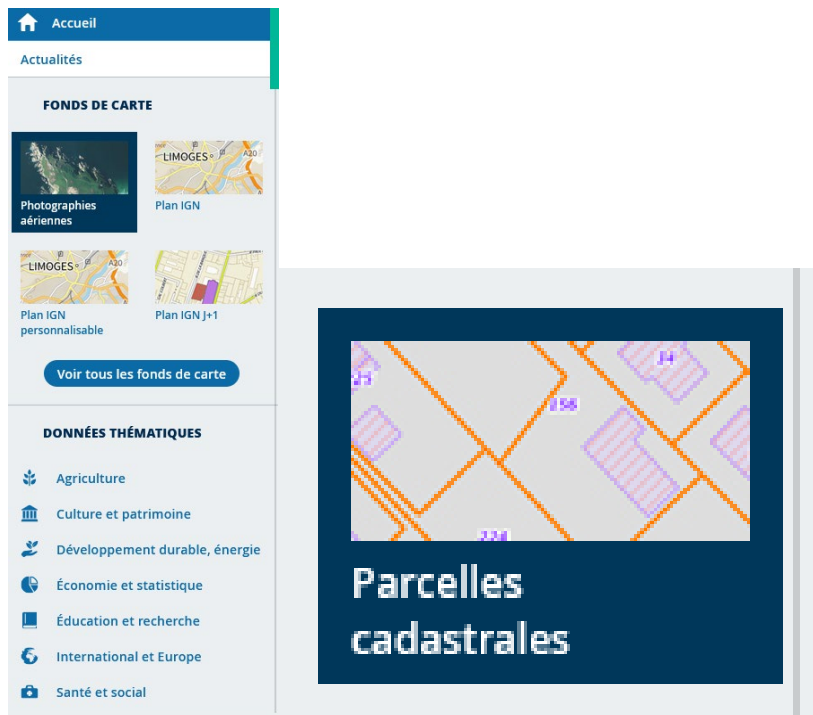 Accueil
Actualités
FONDS DE CARTE
LIMOGES
A20
Photographies
aériennes
Plan IGN
LIMOGES
A20
Plan IGN
personnalisable
Plan IGN J+1
Voir tous les fonds de carte
DONNÉES THÉMATIQUES
Agriculture
Culture et patrimoine
Développement durable, énergie
Économie et statistique
Éducation et recherche
International et Europe
Santé et social
256
Parcelles
cadastrales